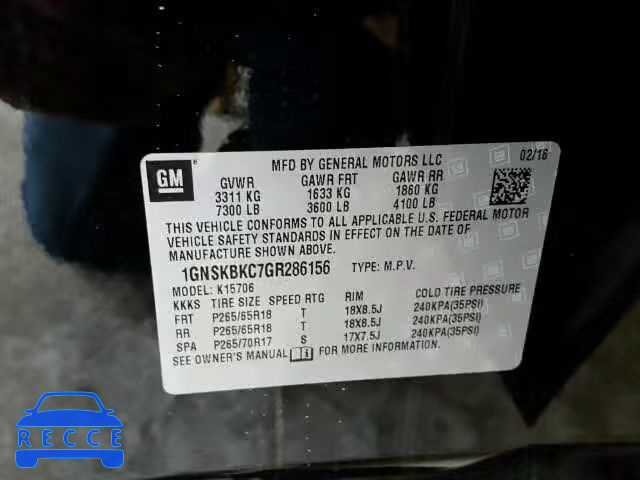 GM
MFD BY GENERAL MOTORS LLC 02/16
GVWR GAWR FRT GAWR RR
3311 KG 1633 KG 1860 KG
7300 LB 3600 LB 4100 LB
THIS VEHICLE CONFORMS TO ALL APPLICABLE U.S. FEDERAL MOTOR
VEHICLE SAFETY STANDARDS IN EFFECT ON THE DATE OF
MANUFACTURE SHOWN ABOVE.
1GNSKBKC7GR286156 TYPE: M.P.V.
MODEL: K15706
KKKS TIRE SIZE SPEED RTG RIM COLD TIRE PRESSURE
FRT P265/65R18 T 18X8.5J 240KPA(35PSI)
RR P265/65R18 T 18X8.5J 240KPA(35PSI)
SPA P265/70R17 S 17X7.5J 240KPA(35PSI)
SEE OWNER'S MANUAL FOR MORE INFORMATION.
RECCE